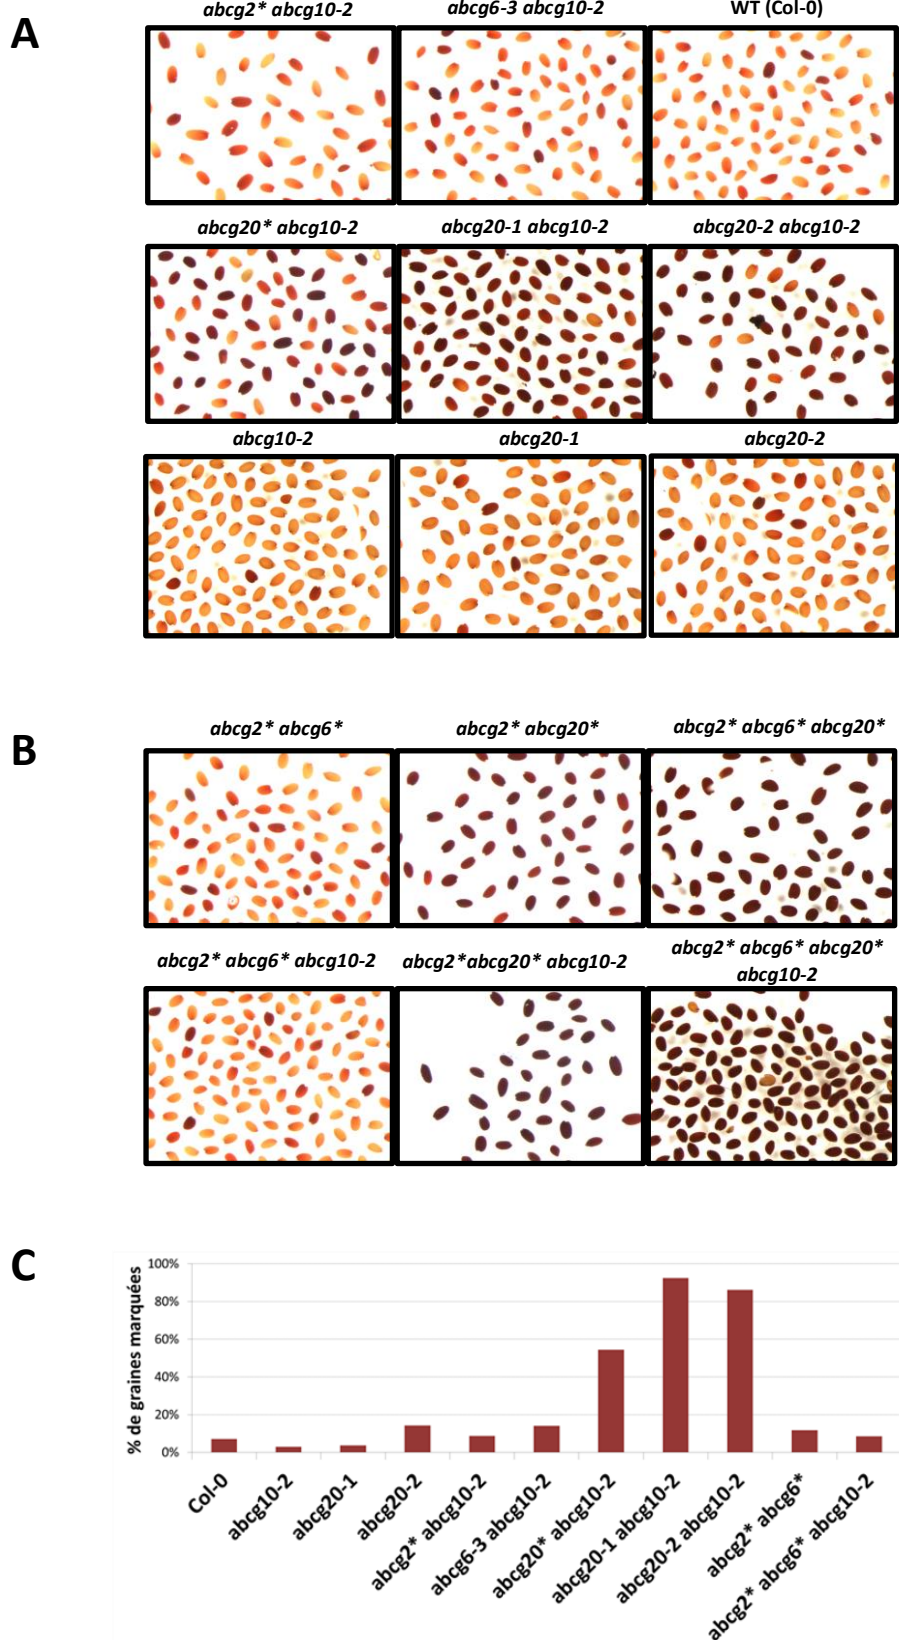 A
abcg2* abcg10-2
abcg6-3 abcg10-2
WT (Col-0)
abcg20* abcg10-2
abcg20-1 abcg10-2
abcg20-2 abcg10-2
abcg10-2
abcg20-1
abcg20-2
B
abcg2* abcg6*
abcg2* abcg20*
abcg2* abcg6* abcg20*
abcg2* abcg6* abcg10-2
abcg2*abcg20* abcg10-2
abcg2* abcg6* abcg20*
abcg10-2
C
% de graines marquées
100%
80%
60%
40%
20%
0%
Col-0
abcg10-2
abcg20-1
abcg20-2
abcg2* abcg10-2
abcg6-3 abcg10-2
abcg20* abcg10-2
abcg20-1 abcg10-2
abcg20-2 abcg10-2
abcg2* abcg6*
abcg2* abcg6* abcg10-2